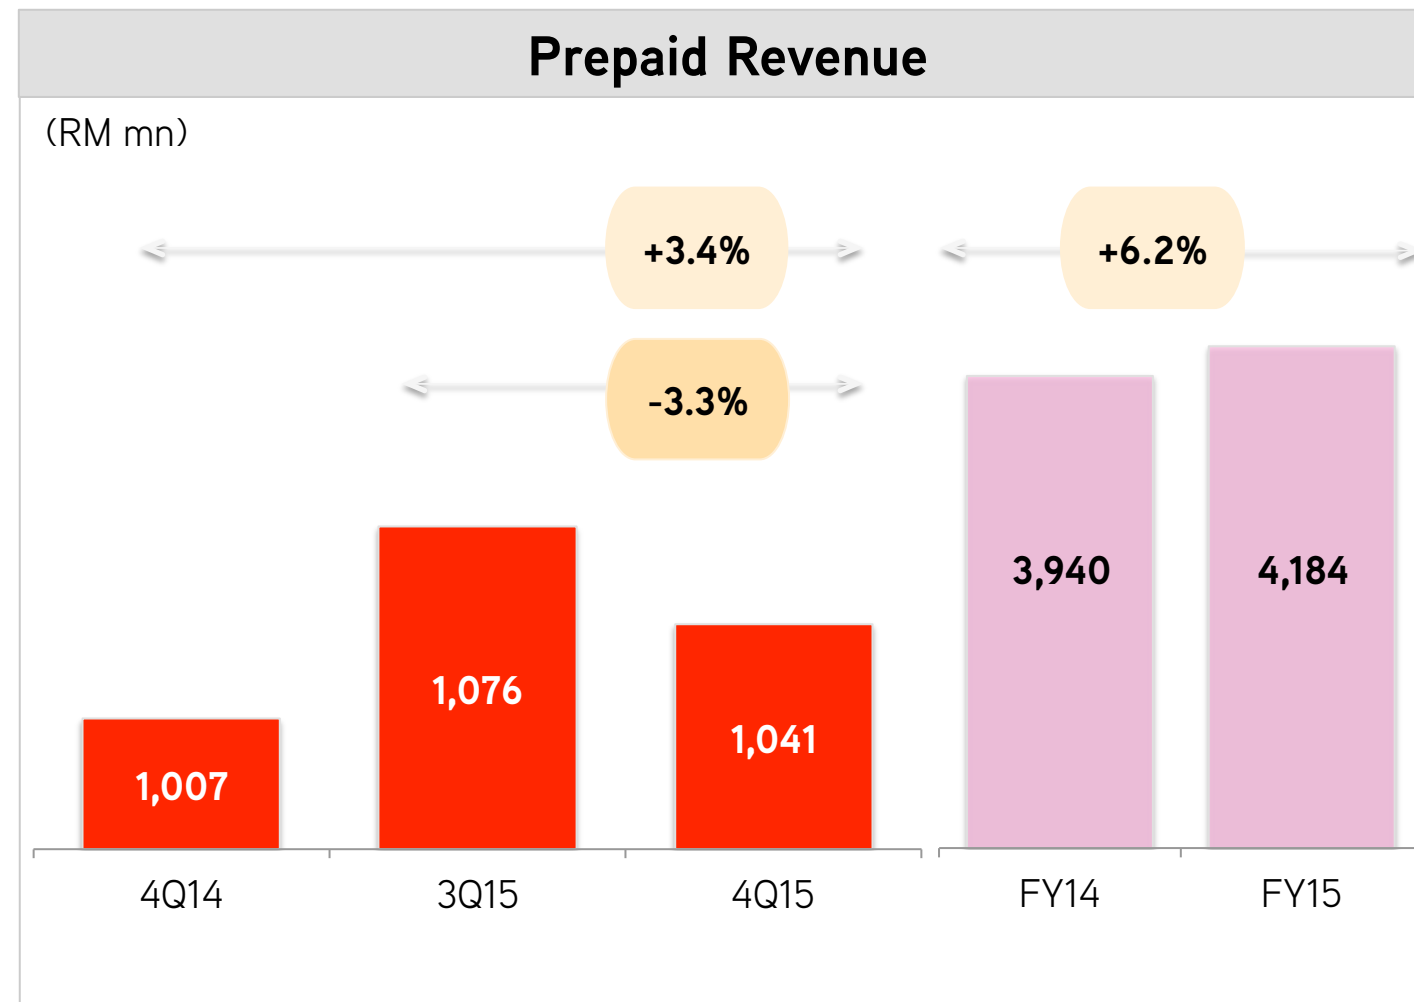 Prepaid Revenue
(RM mn)
+3.4%
+6.2%
-3.3%
1,007
1,076
1,041
3,940
4,184
4Q14
3Q15
4Q15
FY14
FY15